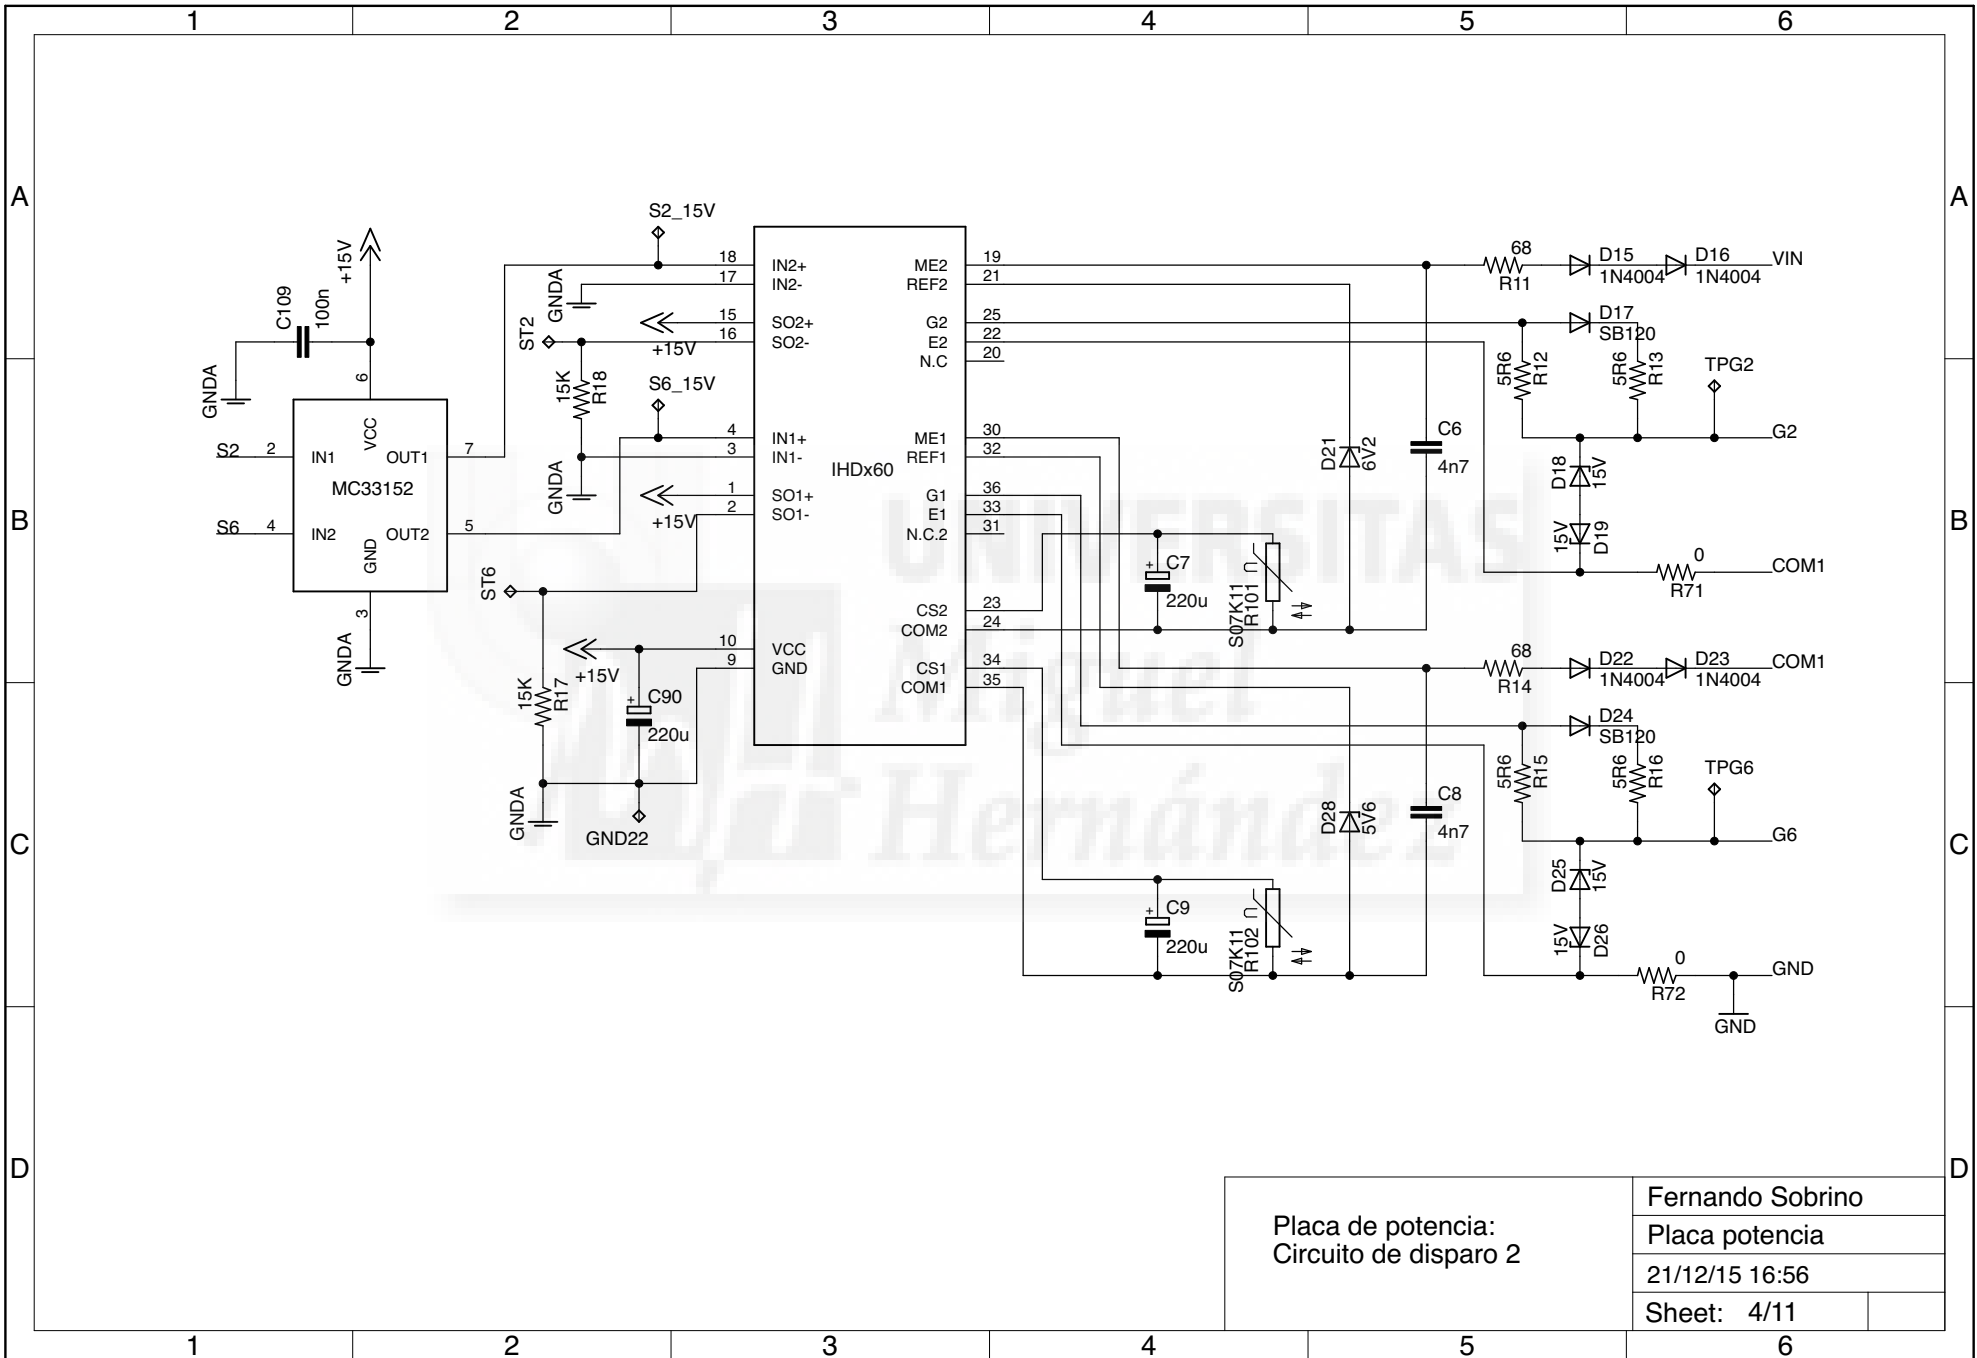 1 2 3 4 5 6
A A
S2_15V
+15V
C109
100n
GNDA
18 IN2+ ME2 19
17 IN2- REF2 21
15 SO2+ G2 25
16 SO2- E2 22
N.C 20
GNDA
ST2
+15V
68
R11
D15
1N4004
D16
1N4004
VIN
D17
SB120
5R6
R12
5R6
R13
TPG2
G2
GNDA
6
VCC
S2 2 IN1 OUT1 7
MC33152
S6 4 IN2 OUT2 5
GND
3
GNDA
15K
R18
S6_15V
GNDA
4 IN1+ ME1 30
3 IN1- REF1 32
IHDx60
1 SO1+ G1 36
2 SO1- E1 33
N.C.2 31
+15V
D21
6V2
C6
4n7
D18
15V
15V
D19
B B
UNIVERSITAS
Miguel
Hernández
ST6
+ C7
220u
U
S07K11
R101
0
R71
COM1
CS2 23
COM2 24
10 VCC CS1 34
9 GND COM1 35
+15V
15K
R17
+ C90
220u
68
R14
D22
1N4004
D23
1N4004
COM1
D24
SB120
5R6
R15
5R6
R16
TPG6
G6
GNDA
GND22
D28
5V6
C8
4n7
C C
D25
15V
15V
D26
+ C9
220u
U
S07K11
R102
0
R72
GND
GND
D D
Placa de potencia:
Circuito de disparo 2
Fernando Sobrino
Placa potencia
21/12/15 16:56
Sheet: 4/11
1 2 3 4 5 6